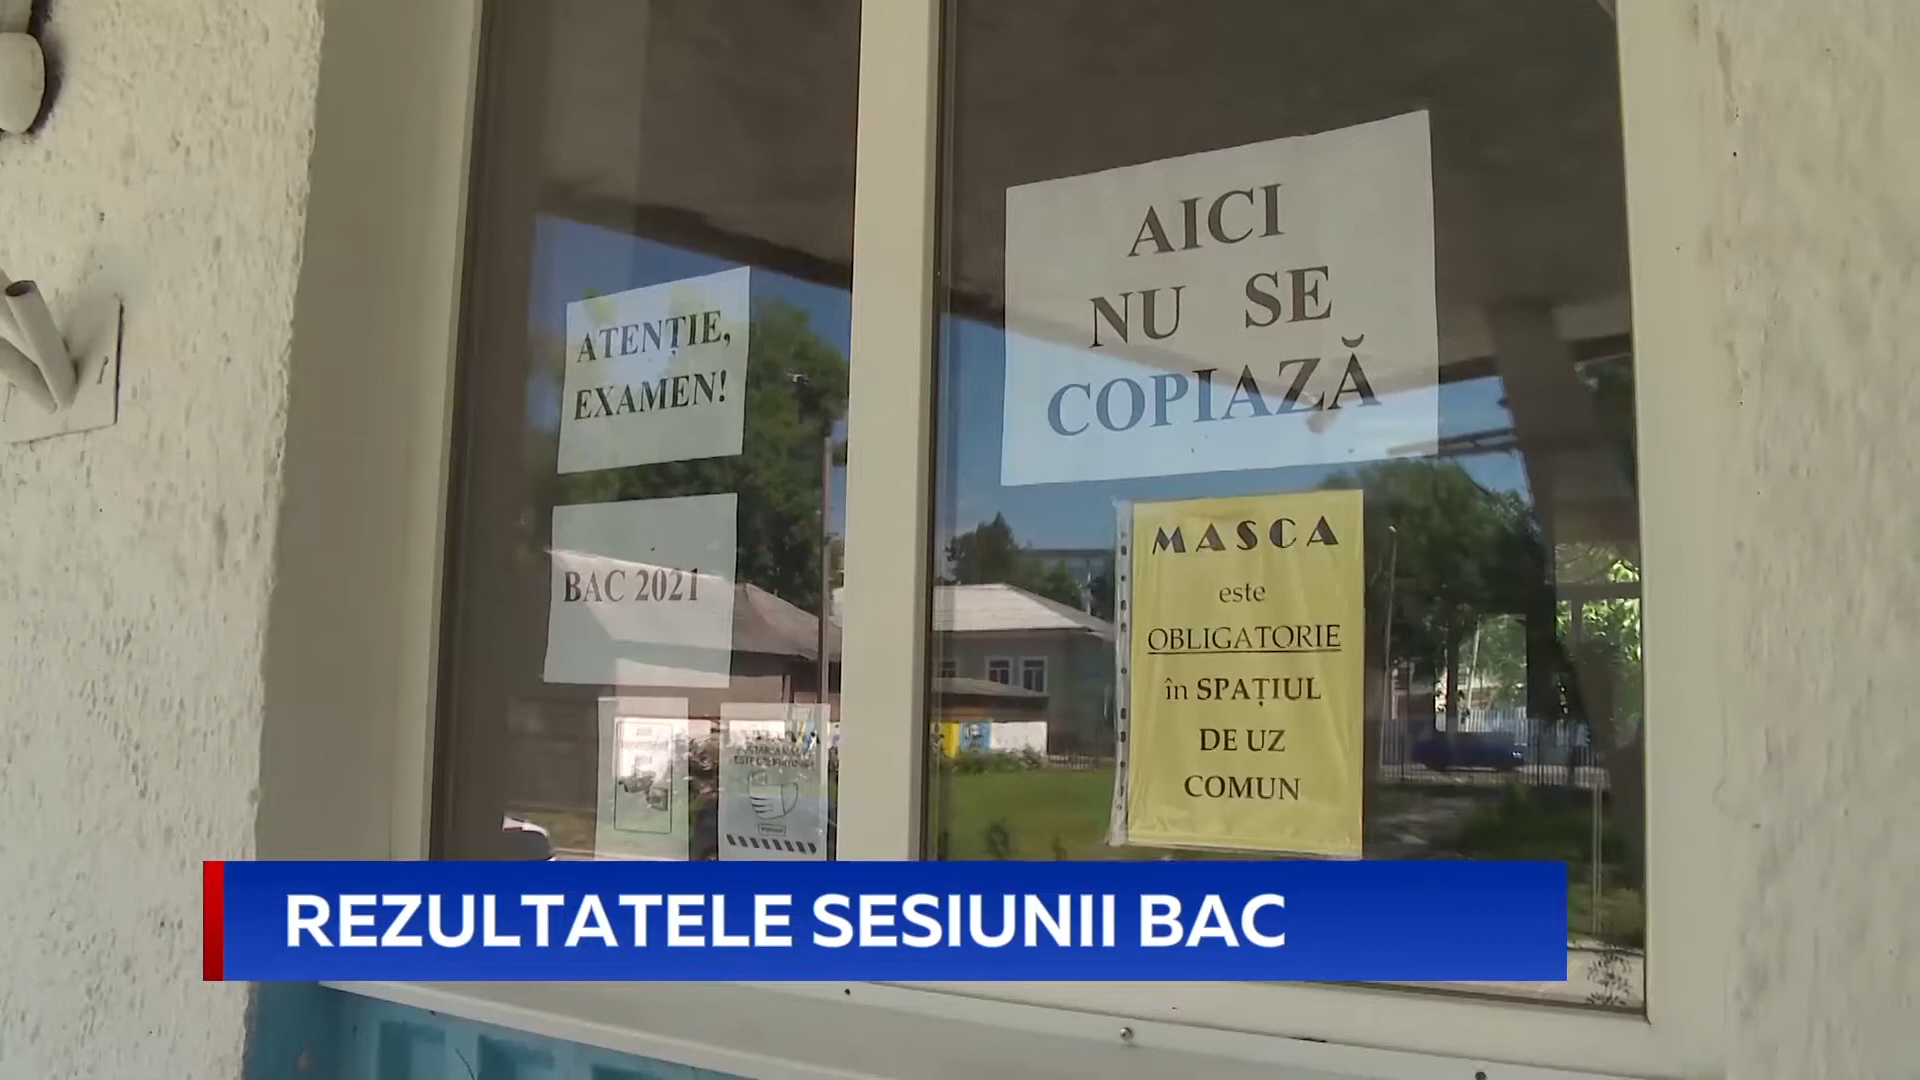 ATENȚIE,
EXAMEN!
BAC 2021
AICI
NU SE
COPIAZĂ
MASCA
este
OBLIGATORIE
în SPAȚIUL
DE UZ
COMUN
REZULTATELE SESIUNII BAC